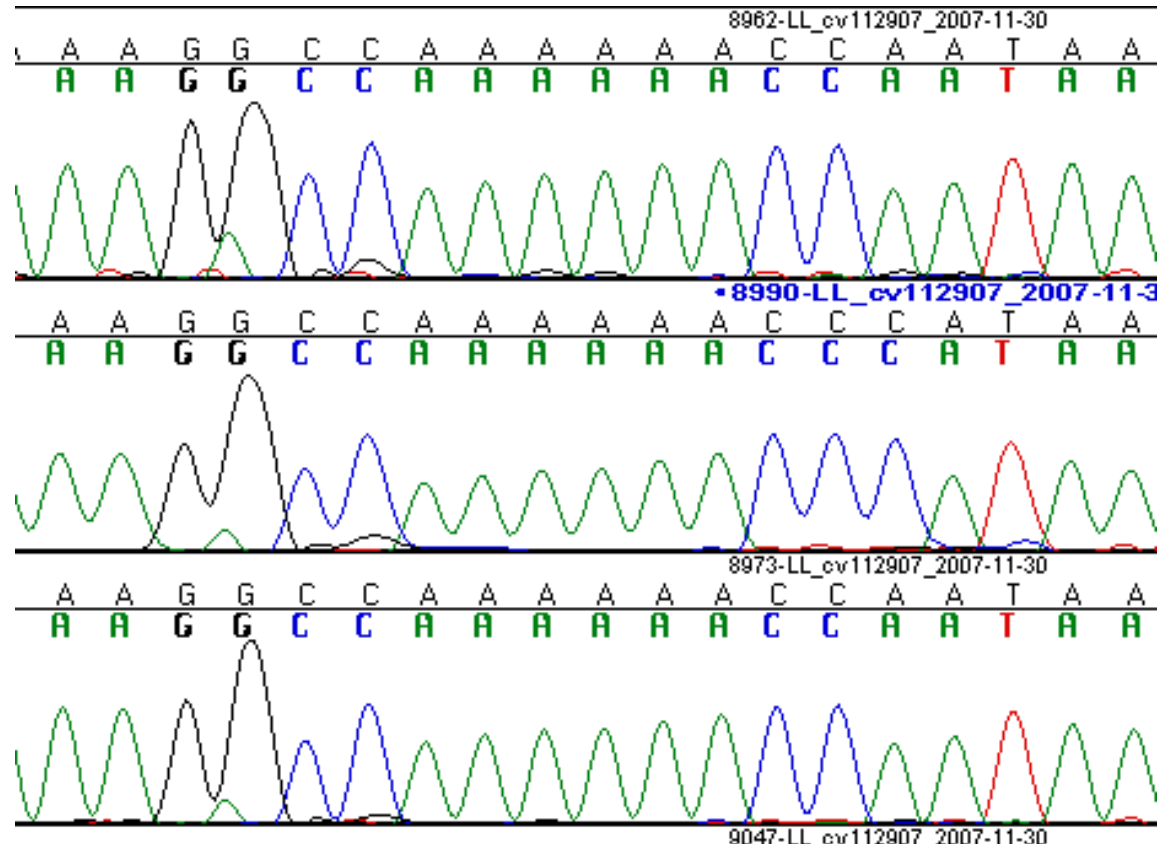 8962-LL_cv112907_2007-11-30
A A G G C C A A A A A A C C A A T A A
A A G G C C A A A A A A C C A A T A A
8990-LL_cv112907_2007-11-3
A A G G C C A A A A A A C C C A T A A
A A G G C C A A A A A A C C C A T A A
8973-LL_cv112907_2007-11-30
A A G G C C A A A A A A C C A A T A A
A A G G C C A A A A A A C C A A T A A
9047-LL_cv112907_2007-11-30